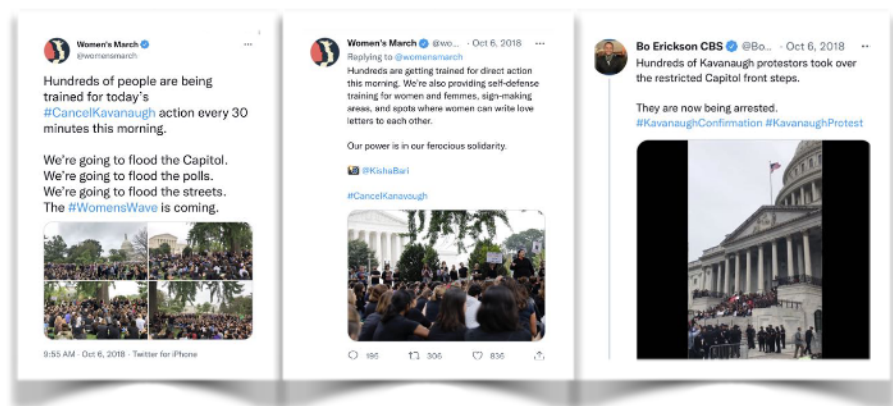 Women's March
@womensmarch
Hundreds of people are being
trained for today's
#CancelKavanaugh action every 30
minutes this morning.
We're going to flood the Capitol.
We're going to flood the polls.
We're going to flood the streets.
The #WomensWave is coming.
9:55 AM · Oct 6, 2018 · Twitter for iPhone
Women's March @wo... · Oct 6, 2018 ···
Replying to @womensmarch
Hundreds are getting trained for direct action
this morning. We're also providing self-defense
training for women and femmes, sign-making
areas, and spots where women can write love
letters to each other.
Our power is in our ferocious solidarity.
📷 @KishaBari
#CancelKanavaugh
196 306 836
Bo Erickson CBS @Bo... · Oct 6, 2018 ··
Hundreds of Kavanaugh protestors took over
the restricted Capitol front steps.
They are now being arrested.
#KavanaughConfirmation #KavanaughProtest